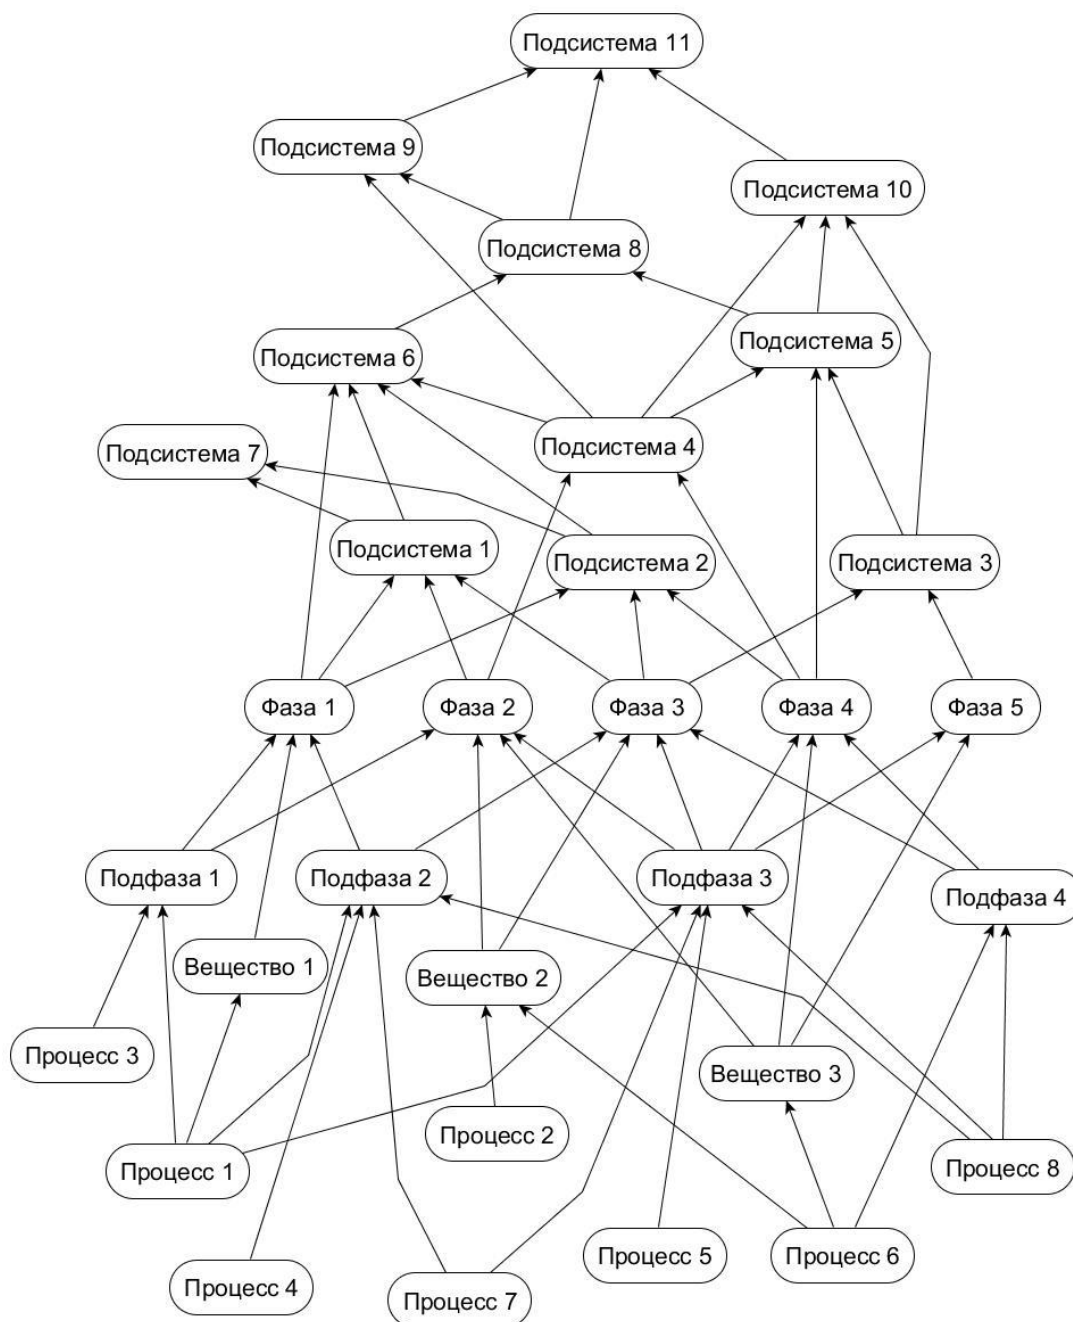 Подсистема 11
Подсистема 9
Подсистема 10
Подсистема 8
Подсистема 5
Подсистема 6
Подсистема 4
Подсистема 7
Подсистема 1
Подсистема 2
Подсистема 3
Фаза 1
Фаза 2
Фаза 3
Фаза 4
Фаза 5
Подфаза 1
Подфаза 2
Подфаза 3
Подфаза 4
Вещество 1
Вещество 2
Процесс 3
Вещество 3
Процесс 2
Процесс 1
Процесс 8
Процесс 5
Процесс 6
Процесс 4
Процесс 7